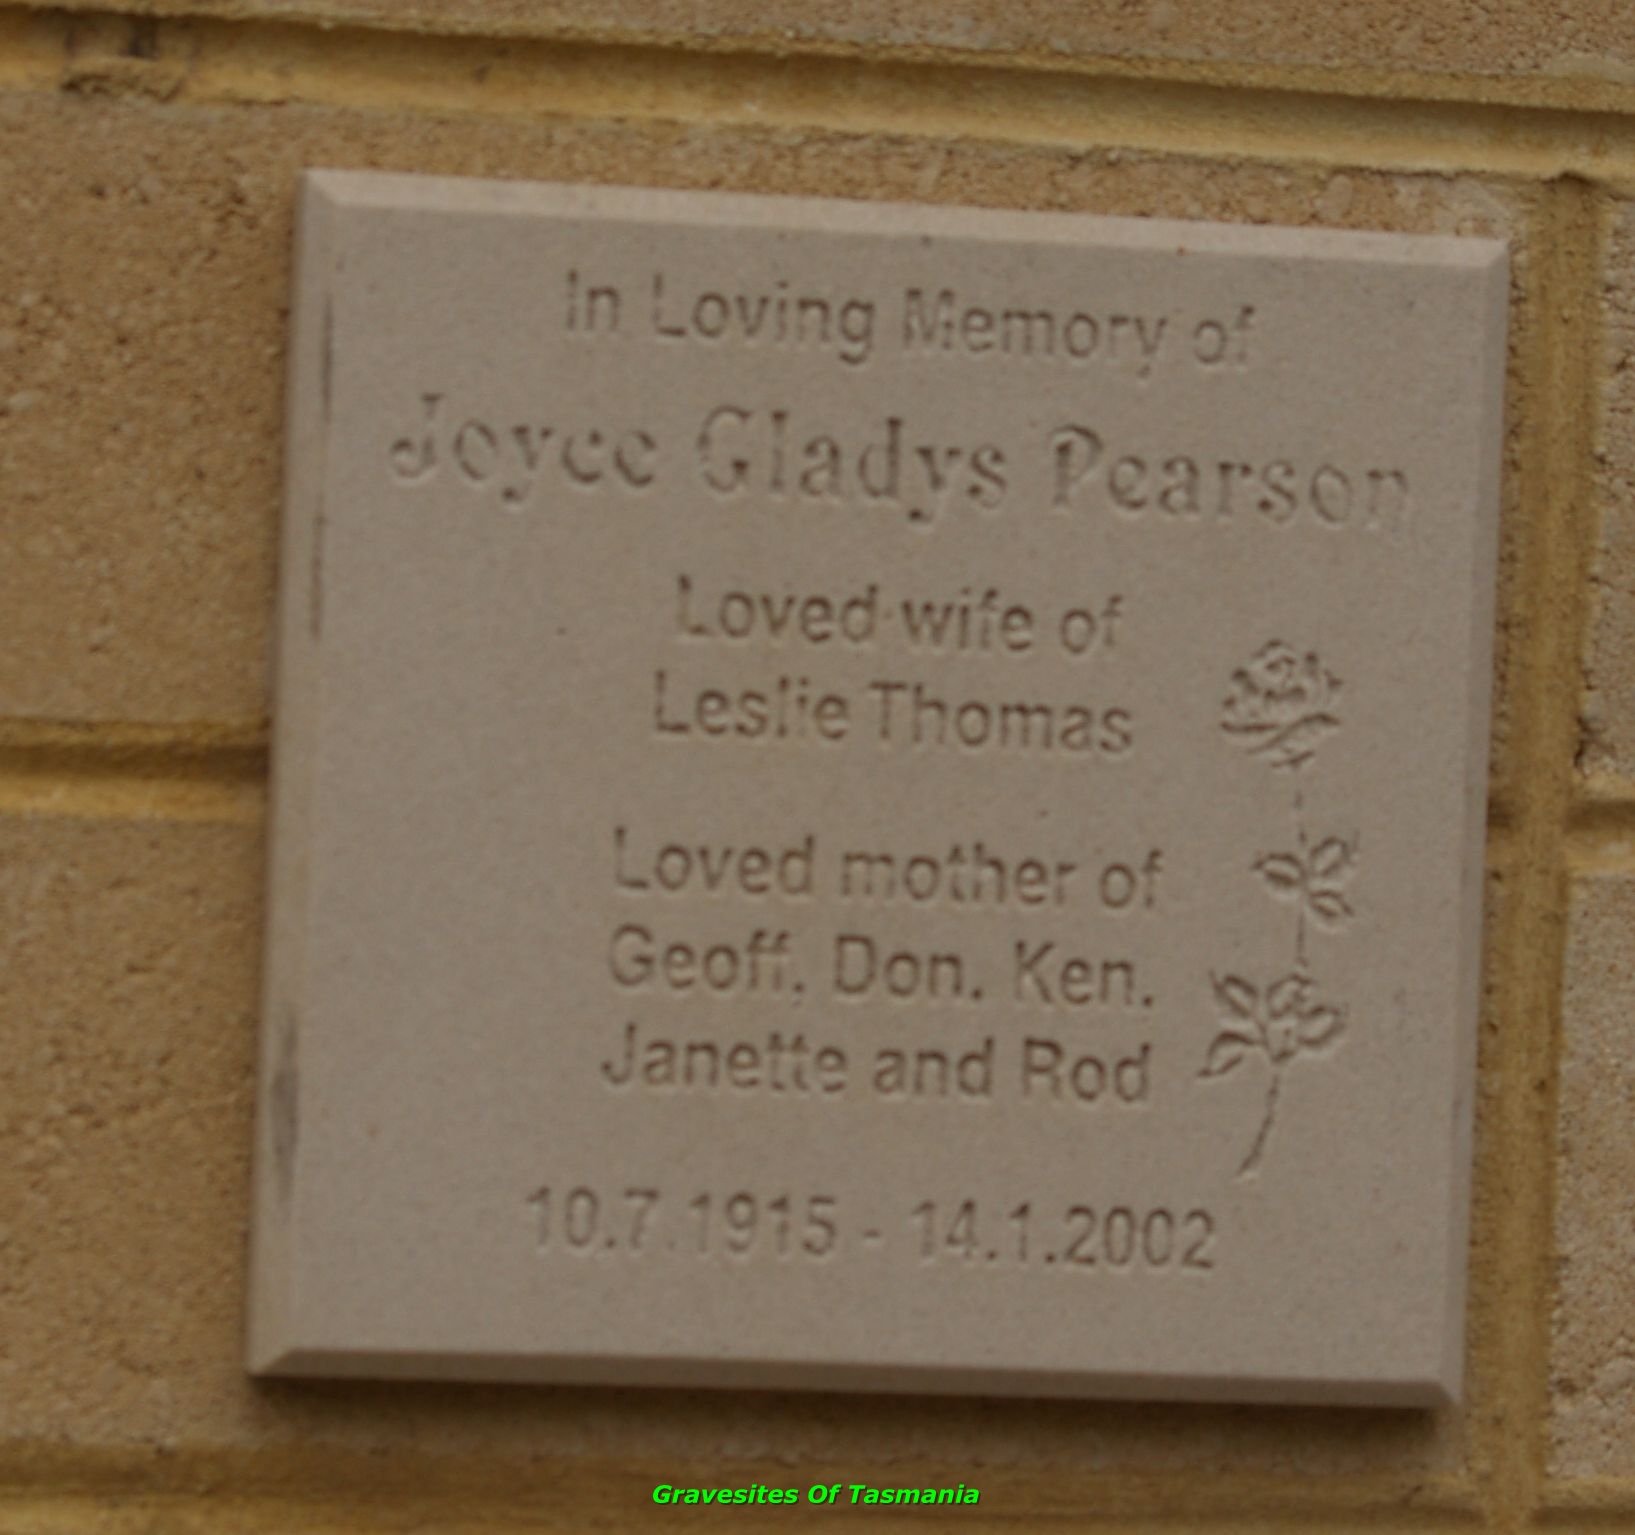 In Loving Memory of
Joyce Gladys Pearson
Loved wife of
Leslie Thomas
Loved mother of
Geoff, Don. Ken.
Janette and Rod
10.7.1915 - 14.1.2002
Gravesites Of Tasmania